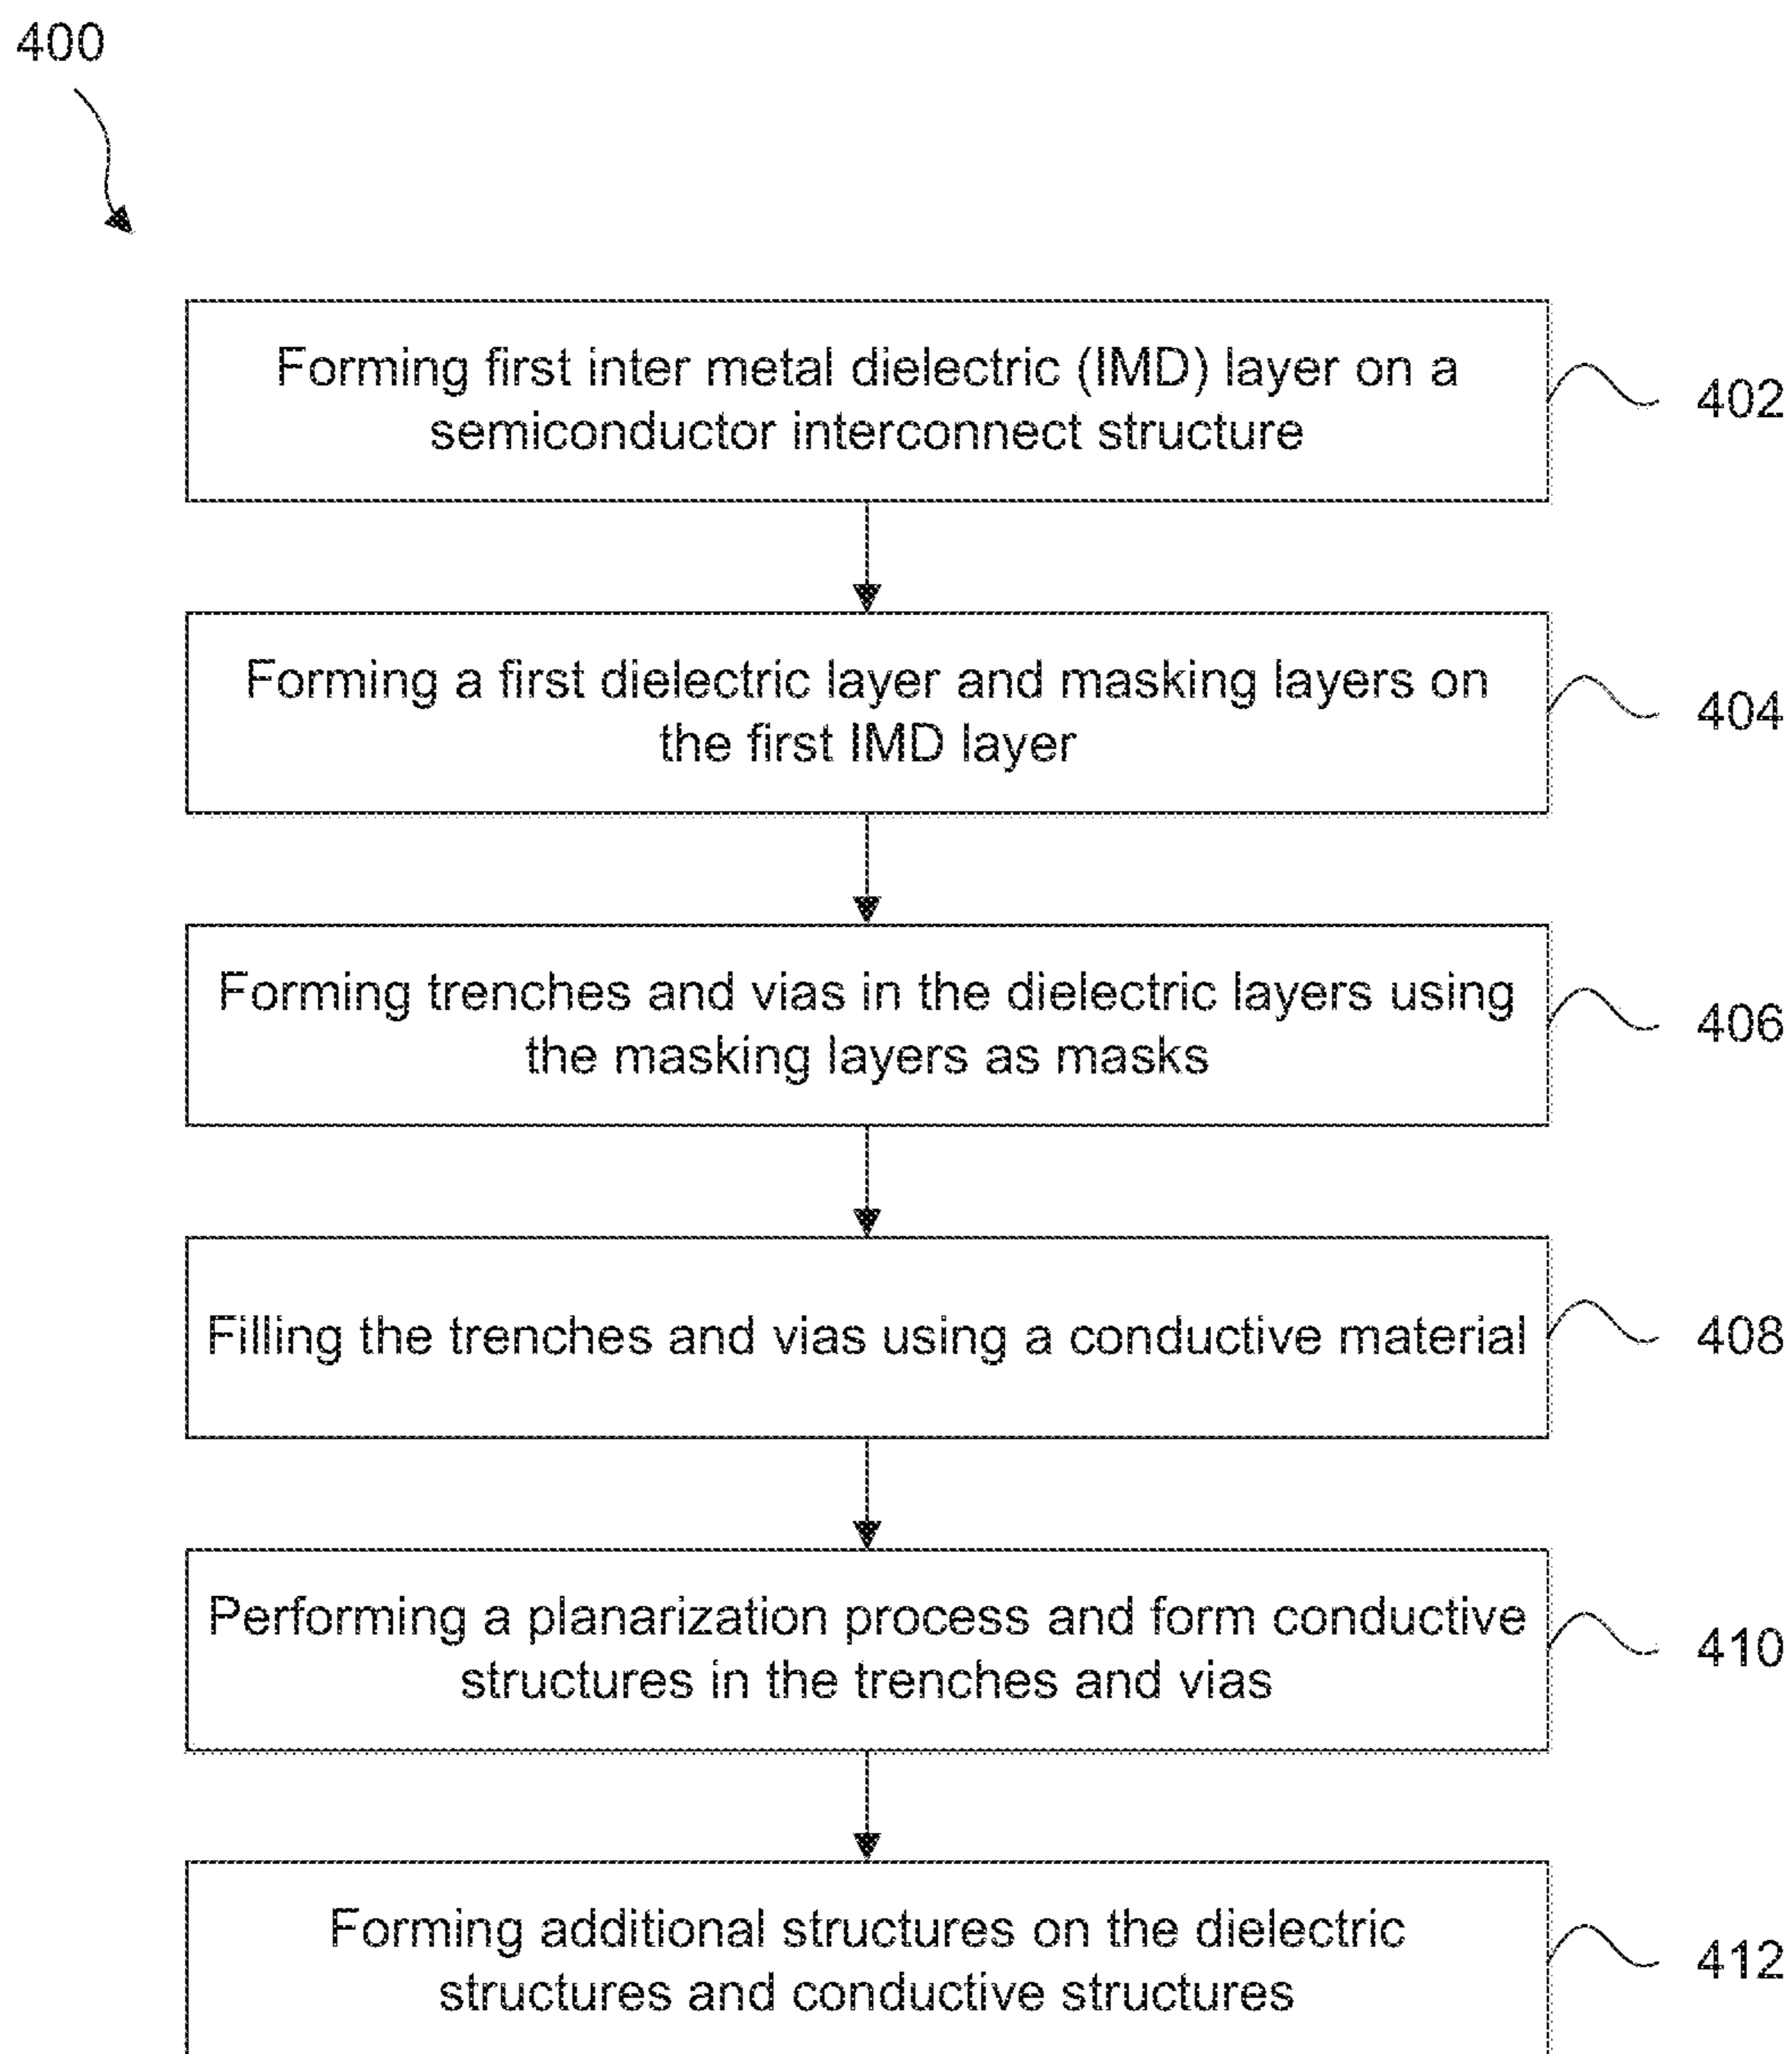 400
Forming first inter metal dielectric (IMD) layer on a
semiconductor interconnect structure
402
Forming a first dielectric layer and masking layers on
the first IMD layer
404
Forming trenches and vias in the dielectric layers using
the masking layers as masks
406
Filling the trenches and vias using a conductive material
408
Performing a planarization process and form conductive
structures in the trenches and vias
410
Forming additional structures on the dielectric
structures and conductive structures
412